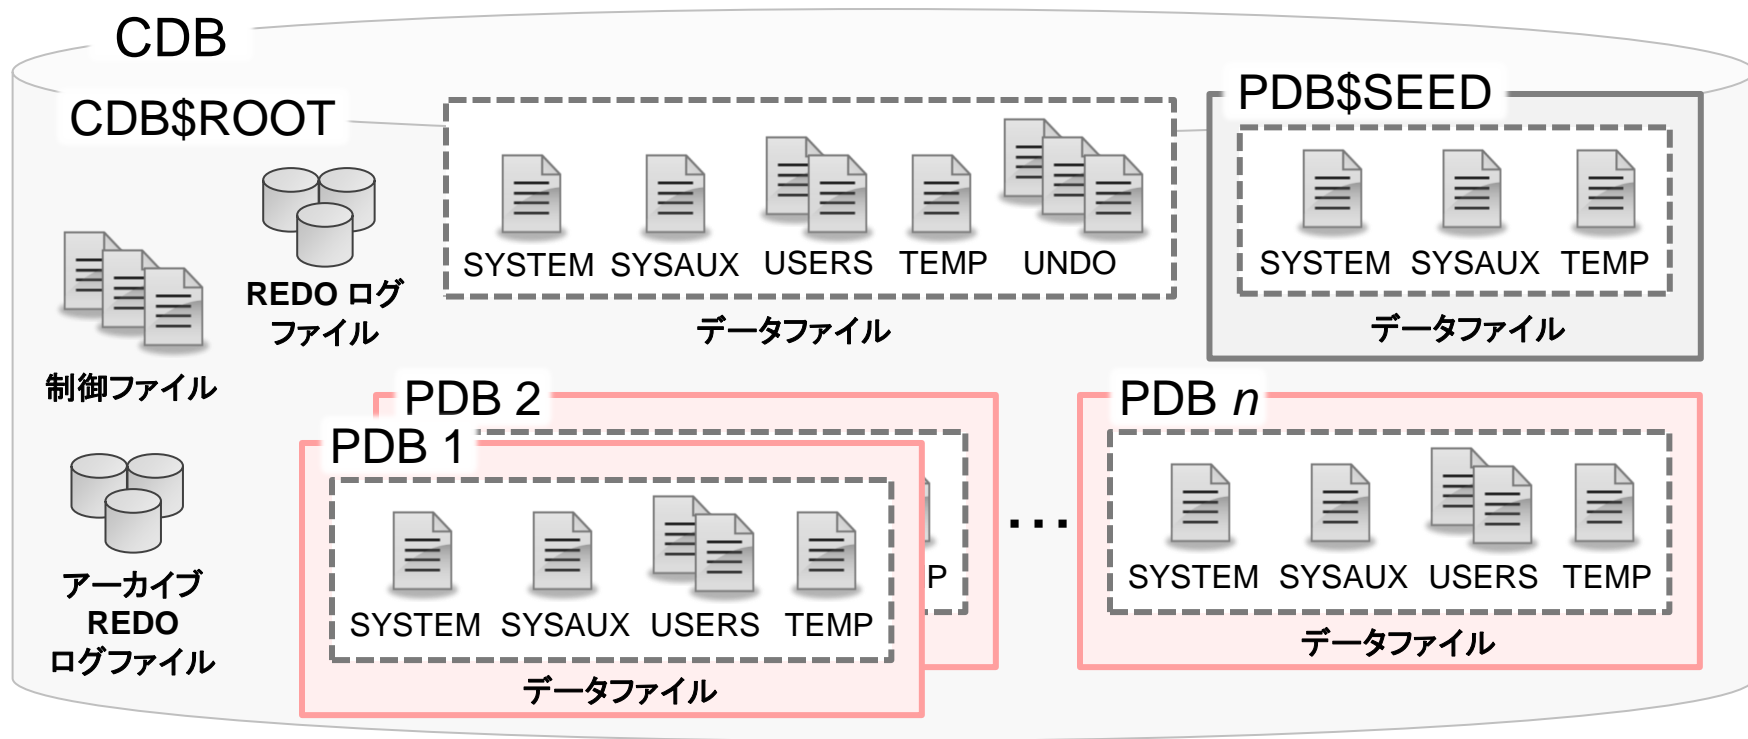 CDB
CDB$ROOT
PDB$SEED
SYSTEM SYSAUX USERS TEMP UNDO
データファイル
SYSTEM SYSAUX TEMP
データファイル
REDO ログ
ファイル
制御ファイル
アーカイブ
REDO
ログファイル
PDB 2
P
PDB 1
SYSTEM SYSAUX USERS TEMP
データファイル
...
PDB n
SYSTEM SYSAUX USERS TEMP
データファイル